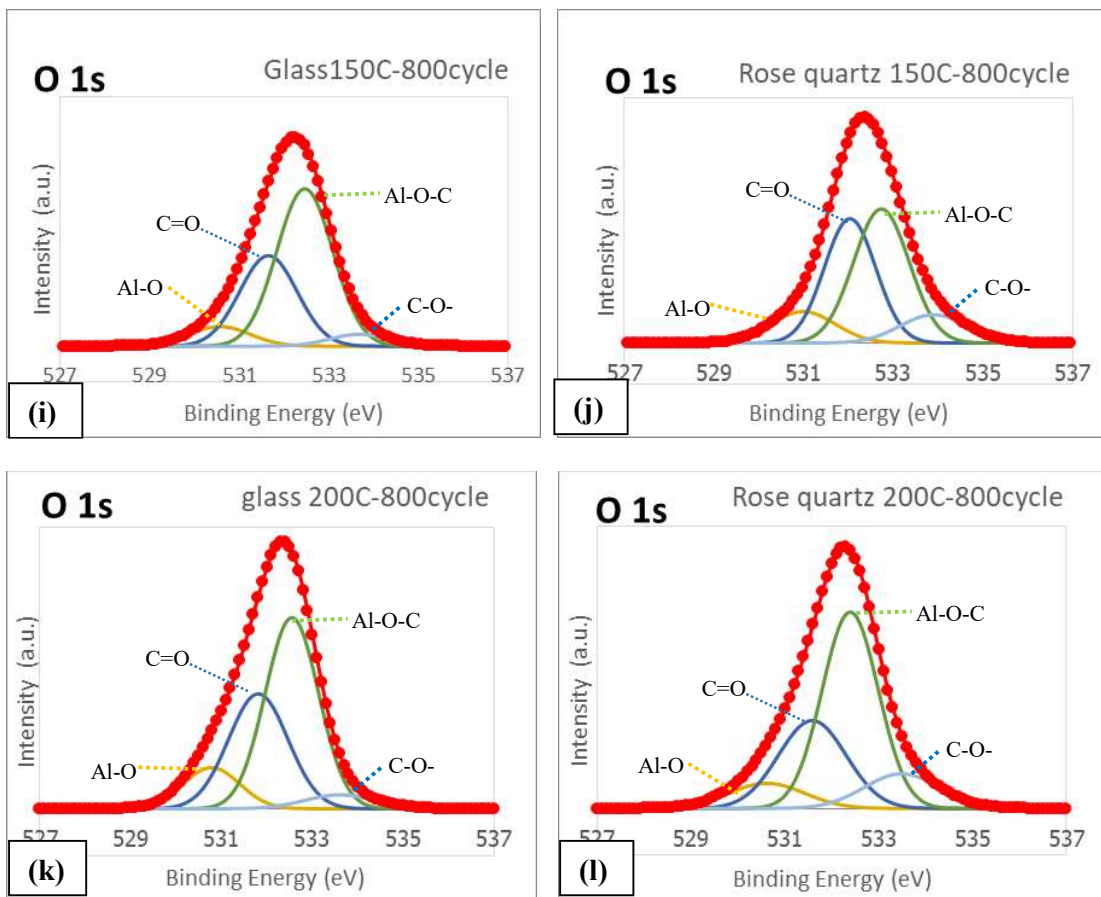 O 1s
Glass150C-800cycle
Intensity (a.u.)
Al-O-C
C=O
Al-O
C-O-
527 529 531 533 535 537
Binding Energy (eV)
(i)
O 1s
Rose quartz 150C-800cycle
Intensity (a.u.)
C=O
Al-O-C
Al-O
C-O-
527 529 531 533 535 537
Binding Energy (eV)
(j)
O 1s
glass 200C-800cycle
Intensity (a.u.)
Al-O-C
C=O
Al-O
C-O-
527 529 531 533 535 537
Binding Energy (eV)
(k)
O 1s
Rose quartz 200C-800cycle
Intensity (a.u.)
Al-O-C
C=O
Al-O
C-O-
527 529 531 533 535 537
Binding Energy (eV)
(l)